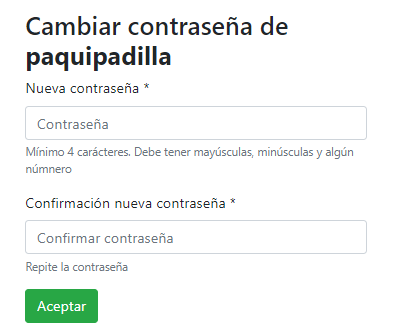 Cambiar contraseña de
paquipadilla
Nueva contraseña *
Contraseña
Mínimo 4 carácteres. Debe tener mayúsculas, minúsculas y algún
númnero
Confirmación nueva contraseña *
Confirmar contraseña
Repite la contraseña
Aceptar